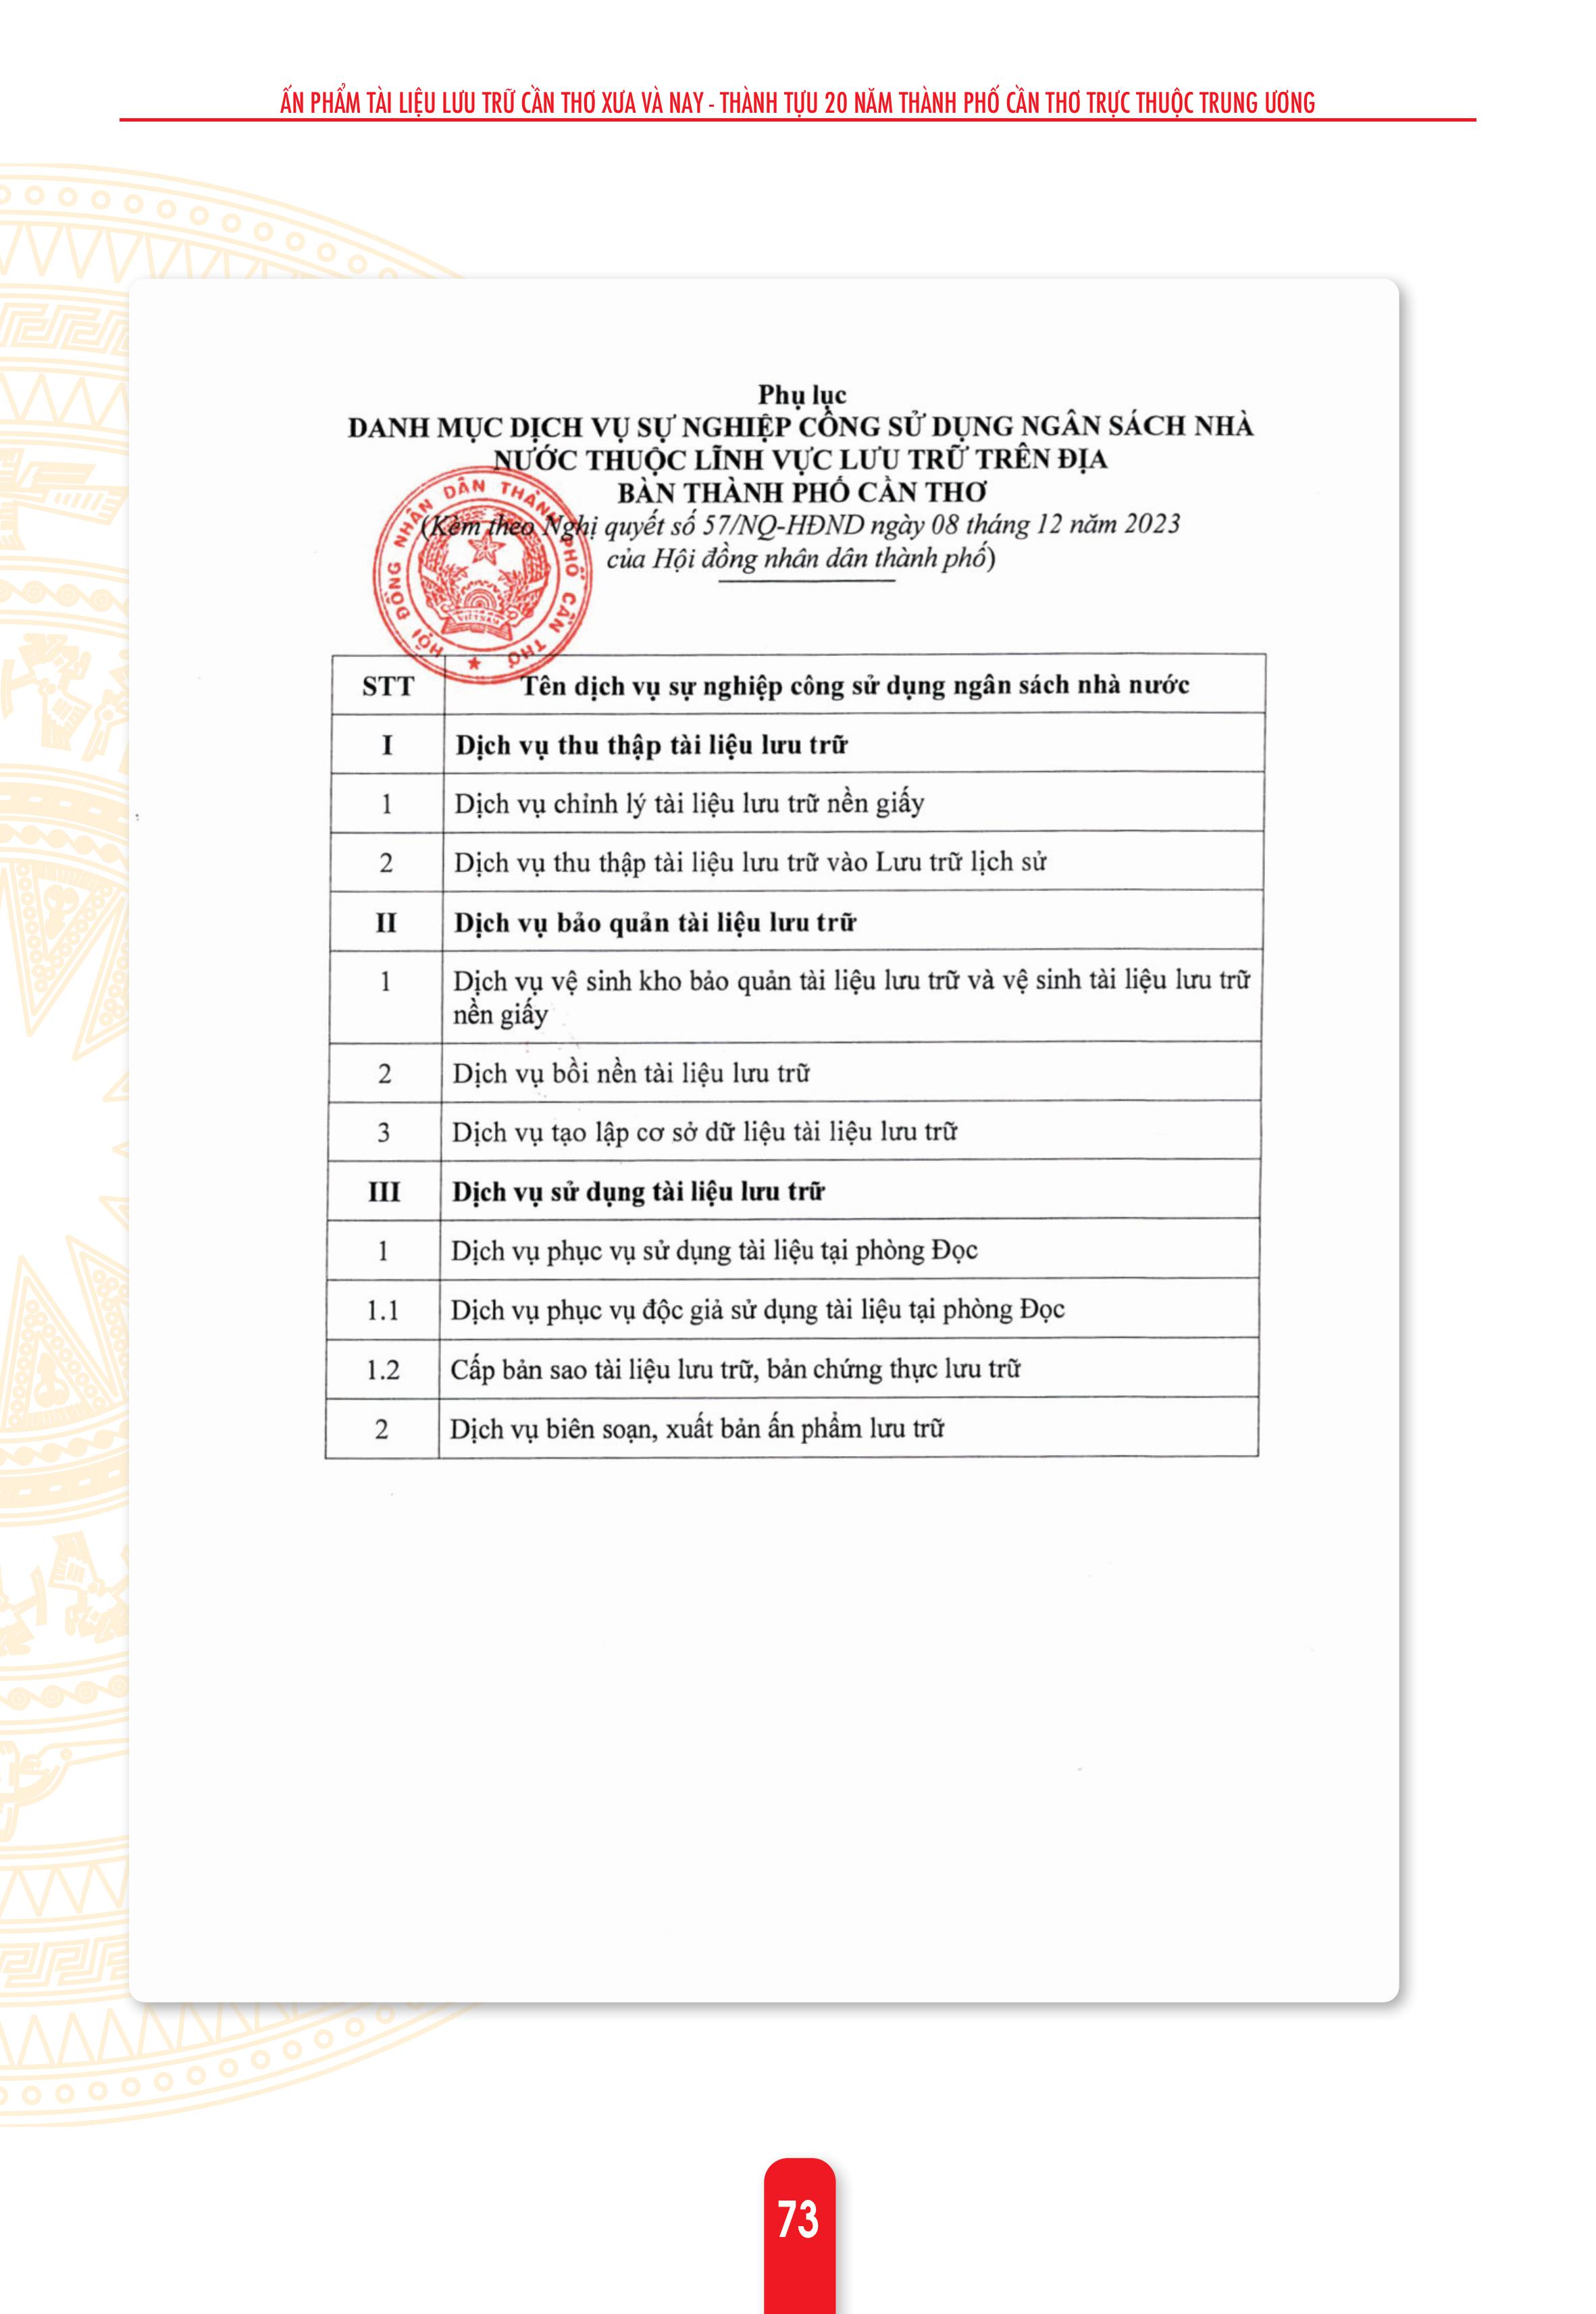 ẤN PHẨM TÀI LIỆU LƯU TRỮ CẦN THƠ XƯA VÀ NAY - THÀNH TỰU 20 NĂM THÀNH PHỐ CẦN THƠ TRỰC THUỘC TRUNG ƯƠNG
Phụ lục
DANH MỤC DỊCH VỤ SỰ NGHIỆP CÔNG SỬ DỤNG NGÂN SÁCH NHÀ
NƯỚC THUỘC LĨNH VỰC LƯU TRỮ TRÊN ĐỊA
BÀN THÀNH PHỐ CẦN THƠ
(Kèm theo Nghị quyết số 57/NQ-HĐND ngày 08 tháng 12 năm 2023
của Hội đồng nhân dân thành phố)
HỘI ĐỒNG NHÂN DÂN THÀNH PHỐ CẦN THƠ
VIỆT NAM
STT Tên dịch vụ sự nghiệp công sử dụng ngân sách nhà nước
I Dịch vụ thu thập tài liệu lưu trữ
1 Dịch vụ chỉnh lý tài liệu lưu trữ nền giấy
2 Dịch vụ thu thập tài liệu lưu trữ vào Lưu trữ lịch sử
II Dịch vụ bảo quản tài liệu lưu trữ
1 Dịch vụ vệ sinh kho bảo quản tài liệu lưu trữ và vệ sinh tài liệu lưu trữ
nền giấy
2 Dịch vụ bồi nền tài liệu lưu trữ
3 Dịch vụ tạo lập cơ sở dữ liệu tài liệu lưu trữ
III Dịch vụ sử dụng tài liệu lưu trữ
1 Dịch vụ phục vụ sử dụng tài liệu tại phòng Đọc
1.1 Dịch vụ phục vụ độc giả sử dụng tài liệu tại phòng Đọc
1.2 Cấp bản sao tài liệu lưu trữ, bản chứng thực lưu trữ
2 Dịch vụ biên soạn, xuất bản ấn phẩm lưu trữ
73